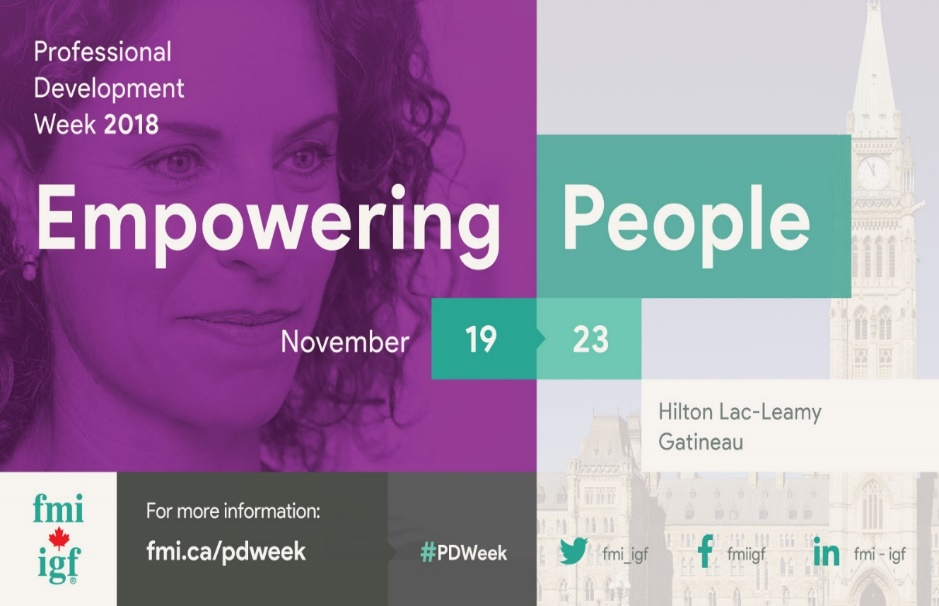 Professional
Development
Week 2018
Empowering People
November 19 23
Hilton Lac-Leamy
Gatineau
fmi
igf®
For more information:
fmi.ca/pdweek
#PDWeek
fmi_igf
fmiigf
fmi - igf